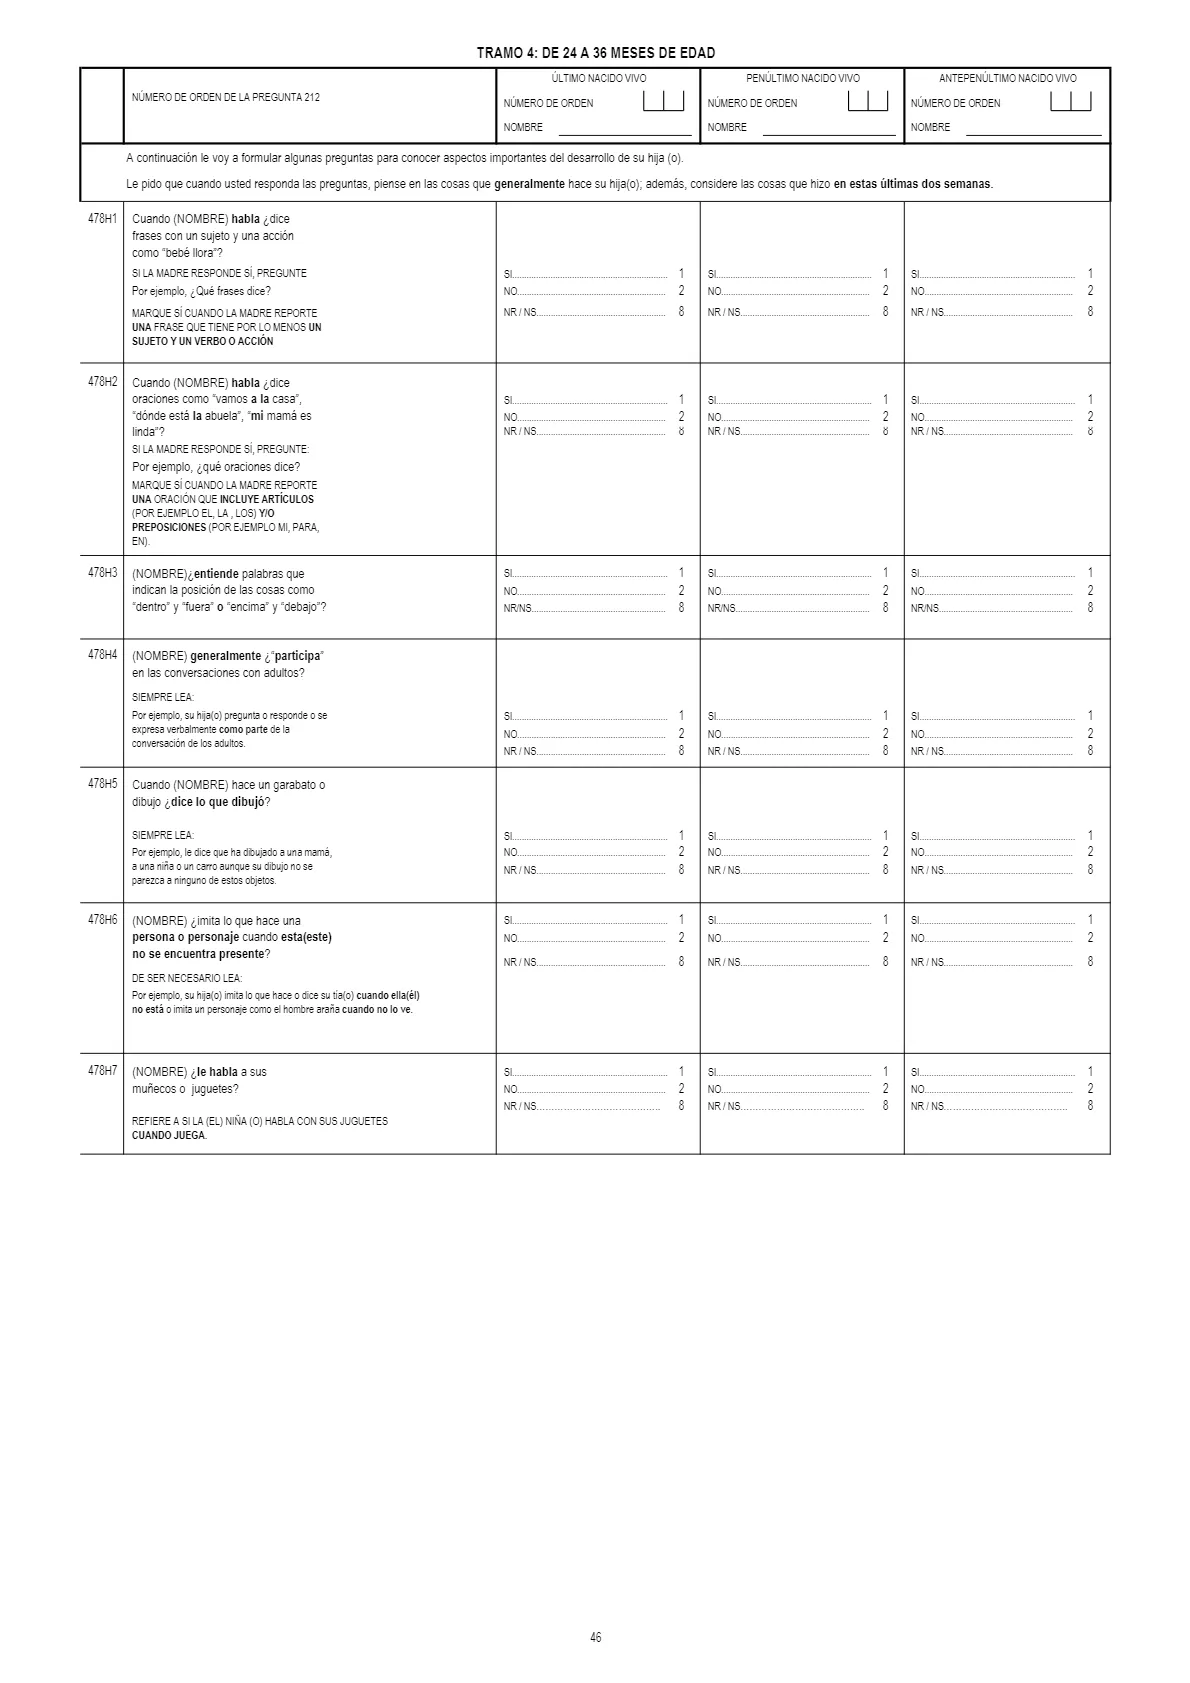 TRAMO 4: DE 24 A 36 MESES DE EDAD
NÚMERO DE ORDEN DE LA PREGUNTA 212
ÚLTIMO NACIDO VIVO
NÚMERO DE ORDEN
NOMBRE
PENÚLTIMO NACIDO VIVO
NÚMERO DE ORDEN
NOMBRE
ANTEPENÚLTIMO NACIDO VIVO
NÚMERO DE ORDEN
NOMBRE
A continuación le voy a formular algunas preguntas para conocer aspectos importantes del desarrollo de su hija (o).
Le pido que cuando usted responda las preguntas, piense en las cosas que generalmente hace su hija(o); además, considere las cosas que hizo en estas últimas dos semanas.
478H1
Cuando (NOMBRE) habla ¿dice
frases con un sujeto y una acción
como “bebé llora”?
SI LA MADRE RESPONDE SÍ, PREGUNTE
Por ejemplo, ¿Qué frases dice?
MARQUE SÍ CUANDO LA MADRE REPORTE
UNA FRASE QUE TIENE POR LO MENOS UN
SUJETO Y UN VERBO O ACCIÓN
SI 1 SI 1 SI 1
NO 2 NO 2 NO 2
NR / NS 8 NR / NS 8 NR / NS 8
478H2
Cuando (NOMBRE) habla ¿dice
oraciones como “vamos a la casa”,
“dónde está la abuela”, “mi mamá es
linda”?
SI LA MADRE RESPONDE SÍ, PREGUNTE:
Por ejemplo, ¿qué oraciones dice?
MARQUE SÍ CUANDO LA MADRE REPORTE
UNA ORACIÓN QUE INCLUYE ARTÍCULOS
(POR EJEMPLO EL, LA , LOS) Y/O
PREPOSICIONES (POR EJEMPLO MI, PARA,
EN).
SI 1 SI 1 SI 1
NO 2 NO 2 NO 2
NR / NS 8 NR / NS 8 NR / NS 8
478H3
(NOMBRE)¿entiende palabras que
indican la posición de las cosas como
“dentro” y “fuera” o “encima” y “debajo”?
SI 1 SI 1 SI 1
NO 2 NO 2 NO 2
NR/NS 8 NR/NS 8 NR/NS 8
478H4
(NOMBRE) generalmente ¿“participa”
en las conversaciones con adultos?
SIEMPRE LEA:
Por ejemplo, su hija(o) pregunta o responde o se
expresa verbalmente como parte de la
conversación de los adultos.
SI 1 SI 1 SI 1
NO 2 NO 2 NO 2
NR / NS 8 NR / NS 8 NR / NS 8
478H5
Cuando (NOMBRE) hace un garabato o
dibujo ¿dice lo que dibujó?
SIEMPRE LEA:
Por ejemplo, le dice que ha dibujado a una mamá,
a una niña o un carro aunque su dibujo no se
parezca a ninguno de estos objetos.
SI 1 SI 1 SI 1
NO 2 NO 2 NO 2
NR / NS 8 NR / NS 8 NR / NS 8
478H6
(NOMBRE) ¿imita lo que hace una
persona o personaje cuando esta(este)
no se encuentra presente?
DE SER NECESARIO LEA:
Por ejemplo, su hija(o) imita lo que hace o dice su tía(o) cuando ella(él)
no está o imita un personaje como el hombre araña cuando no lo ve.
SI 1 SI 1 SI 1
NO 2 NO 2 NO 2
NR / NS 8 NR / NS 8 NR / NS 8
478H7
(NOMBRE) ¿le habla a sus
muñecos o juguetes?
REFIERE A SI LA (EL) NIÑA (O) HABLA CON SUS JUGUETES
CUANDO JUEGA.
SI 1 SI 1 SI 1
NO 2 NO 2 NO 2
NR / NS 8 NR / NS 8 NR / NS 8
46